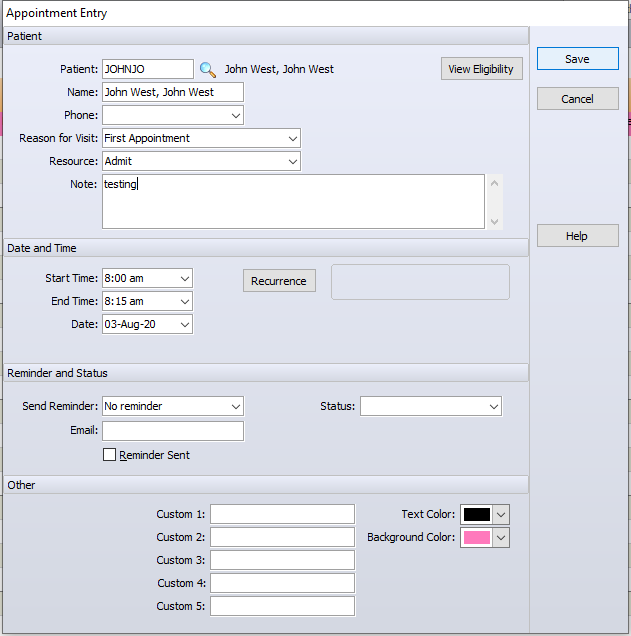 Appointment Entry
Patient
Patient: JOHNJO John West, John West View Eligibility
Save
Name: John West, John West
Cancel
Phone:
Reason for Visit: First Appointment
Resource: Admit
Note: testing
Help
Date and Time
Start Time: 8:00 am Recurrence
End Time: 8:15 am
Date: 03-Aug-20
Reminder and Status
Send Reminder: No reminder Status:
Email:
Reminder Sent
Other
Custom 1: Text Color:
Custom 2: Background Color:
Custom 3:
Custom 4:
Custom 5: